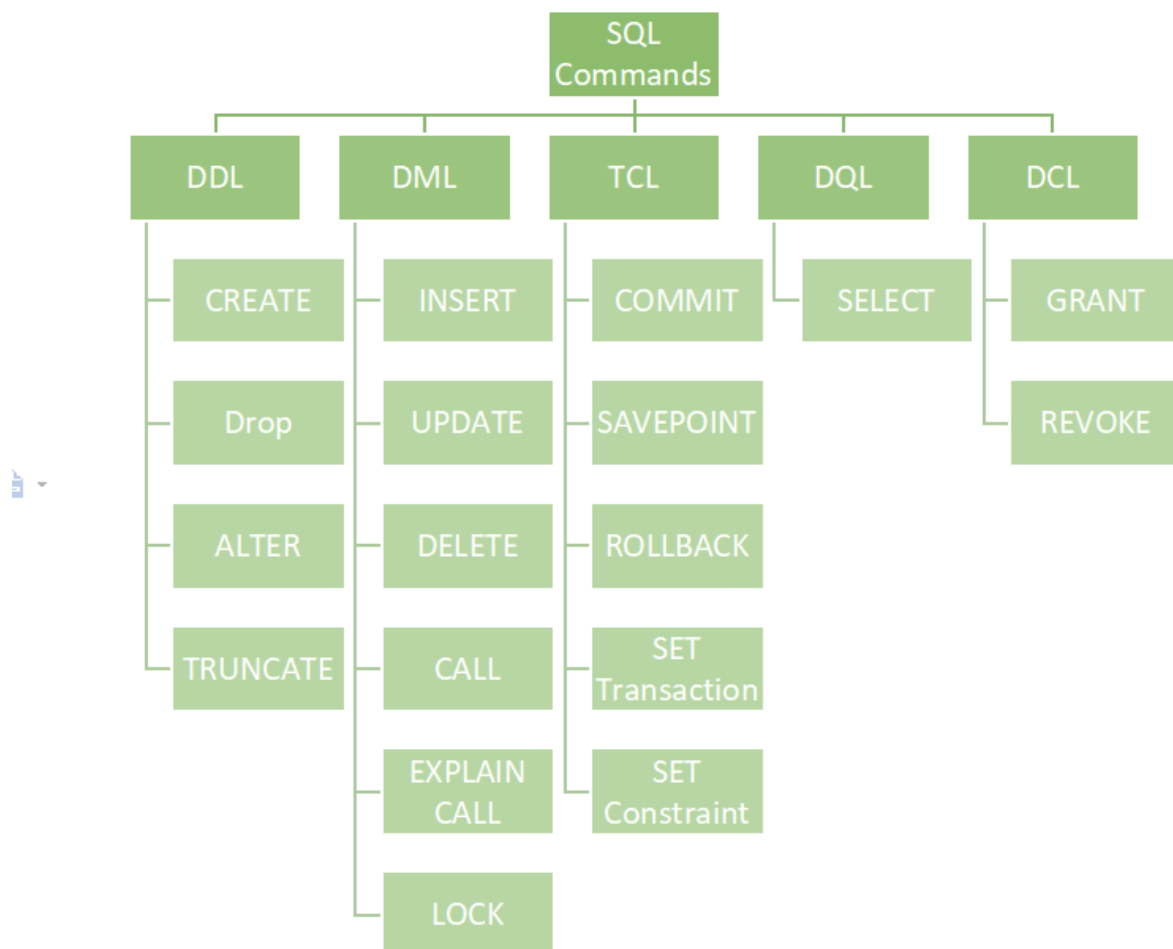 SQL
Commands
DDL
DML
TCL
DQL
DCL
CREATE
INSERT
COMMIT
SELECT
GRANT
Drop
UPDATE
SAVEPOINT
REVOKE
ALTER
DELETE
ROLLBACK
TRUNCATE
CALL
SET
Transaction
EXPLAIN
CALL
SET
Constraint
LOCK